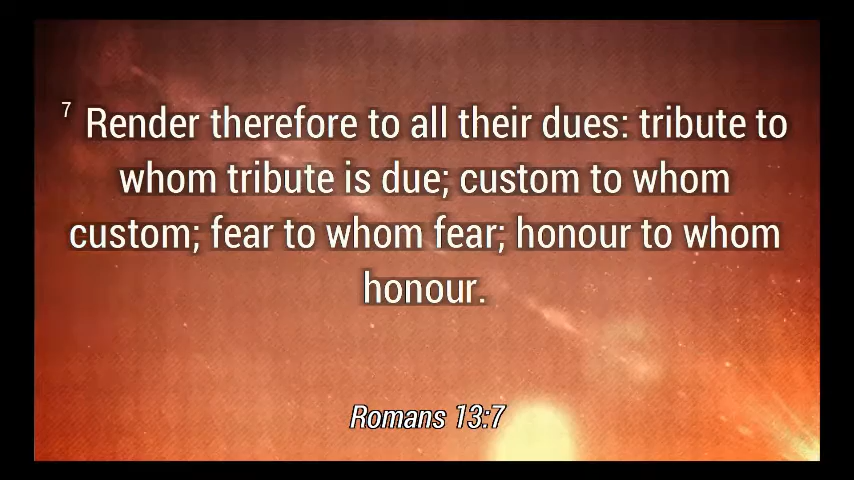 7 Render therefore to all their dues: tribute to
whom tribute is due; custom to whom
custom; fear to whom fear; honour to whom
honour.
Romans 13:7